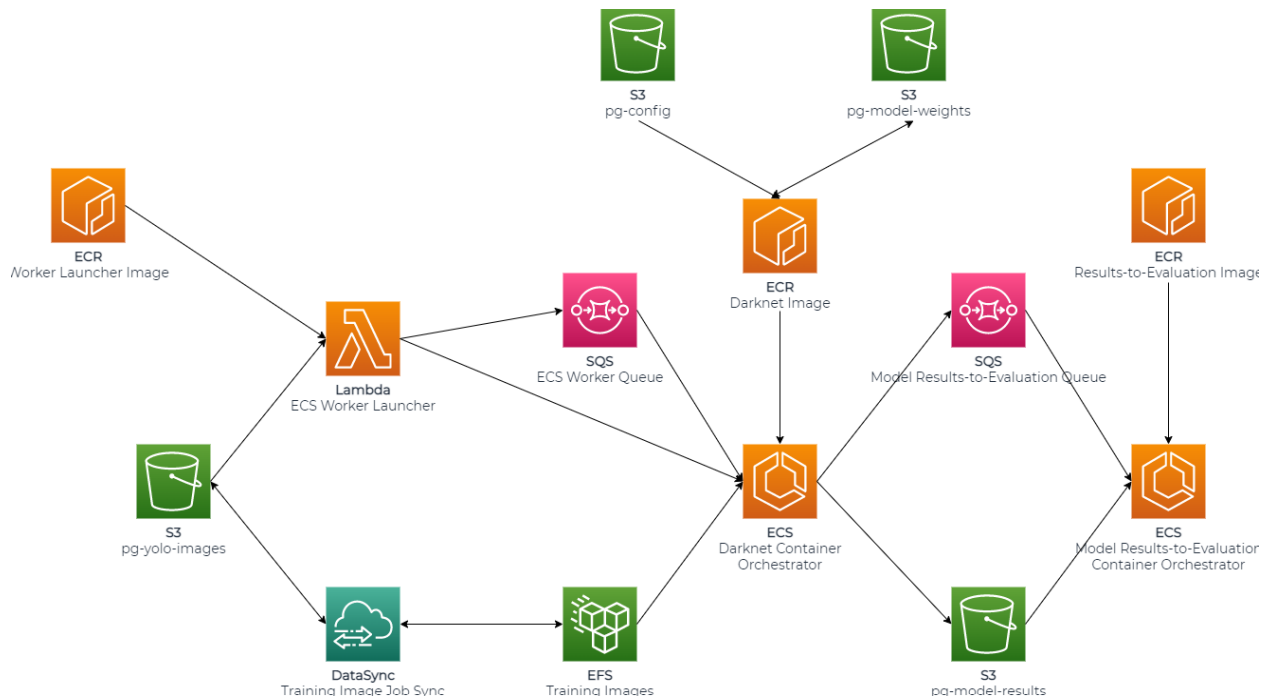 S3
pg-config
S3
pg-model-weights
ECR
Worker Launcher Image
ECR
Darknet Image
ECR
Results-to-Evaluation Image
Lambda
ECS Worker Launcher
SQS
ECS Worker Queue
SQS
Model Results-to-Evaluation Queue
S3
pg-yolo-images
ECS
Darknet Container
Orchestrator
ECS
Model Results-to-Evaluation
Container Orchestrator
DataSync
Training Image Job Sync
EFS
Training Images
S3
pg-model-results